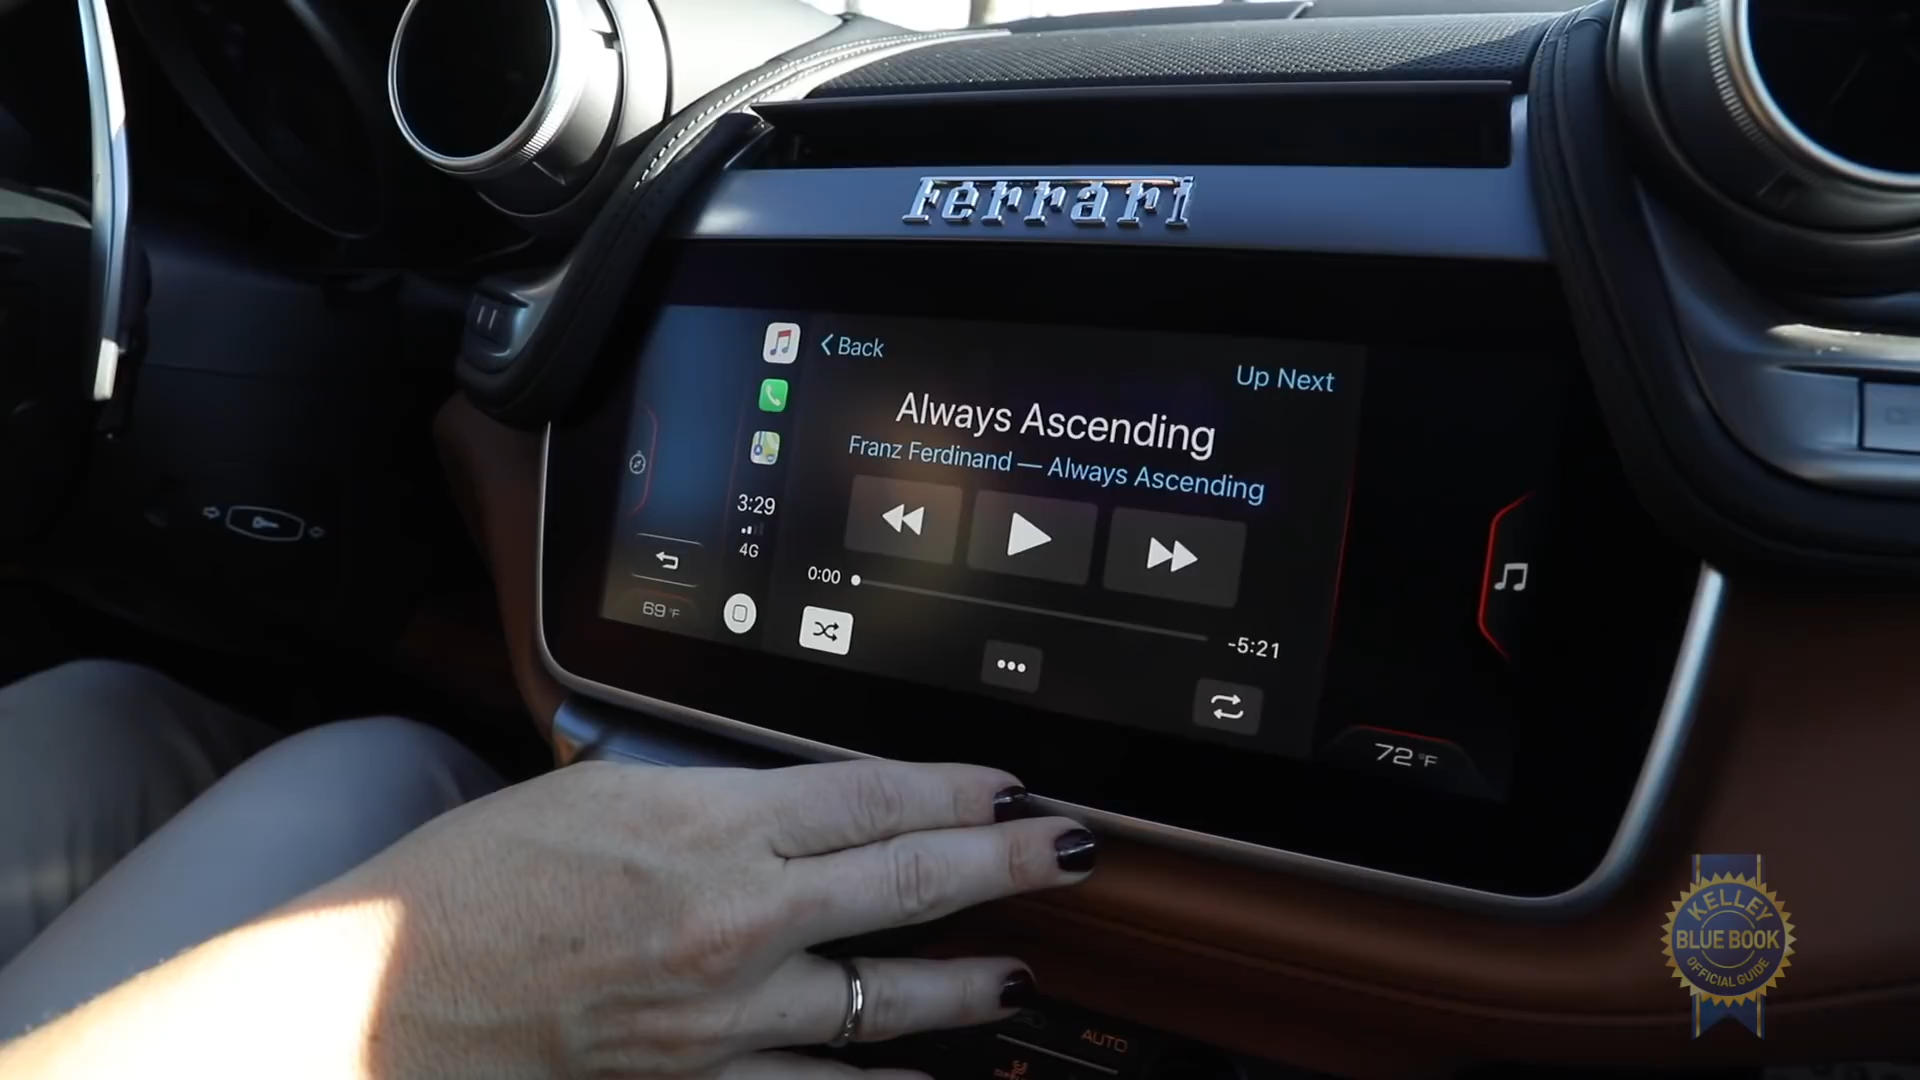 Ferrari
Back
Up Next
Always Ascending
Franz Ferdinand — Always Ascending
3:29
4G
0:00
-5:21
69 °F
72 °F
KELLEY
BLUE BOOK
OFFICIAL GUIDE
AUTO